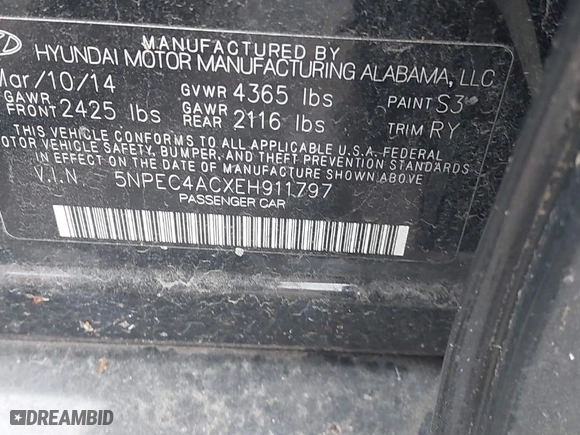 MANUFACTURED BY
HYUNDAI MOTOR MANUFACTURING ALABAMA, LLC
Mar/10/14 GVWR 4365 lbs PAINT S3
GAWR FRONT 2425 lbs GAWR REAR 2116 lbs TRIM RY
THIS VEHICLE CONFORMS TO ALL APPLICABLE U.S.A. FEDERAL
MOTOR VEHICLE SAFETY, BUMPER, AND THEFT PREVENTION STANDARDS
IN EFFECT ON THE DATE OF MANUFACTURE SHOWN ABOVE.
V.I.N. 5NPEC4ACXEH911797
PASSENGER CAR
DREAMBID